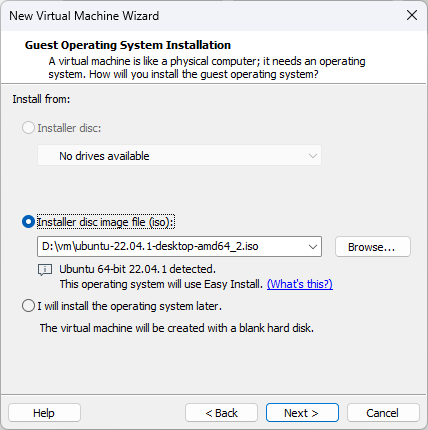 New Virtual Machine Wizard
Guest Operating System Installation
A virtual machine is like a physical computer; it needs an operating
system. How will you install the guest operating system?
Install from:
Installer disc:
No drives available
Installer disc image file (iso):
D:\vm\ubuntu-22.04.1-desktop-amd64_2.iso
Browse...
Ubuntu 64-bit 22.04.1 detected.
This operating system will use Easy Install. (What's this?)
I will install the operating system later.
The virtual machine will be created with a blank hard disk.
Help
< Back
Next >
Cancel